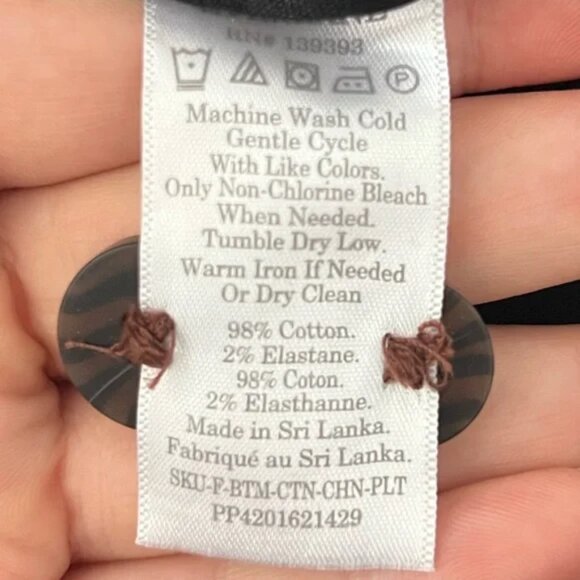 RN# 139393
P
Machine Wash Cold
Gentle Cycle
With Like Colors.
Only Non-Chlorine Bleach
When Needed.
Tumble Dry Low.
Warm Iron If Needed
Or Dry Clean
98% Cotton.
2% Elastane.
98% Coton.
2% Elasthanne.
Made in Sri Lanka.
Fabriqué au Sri Lanka.
SKU-F-BTM-CTN-CHN-PLT
PP4201621429